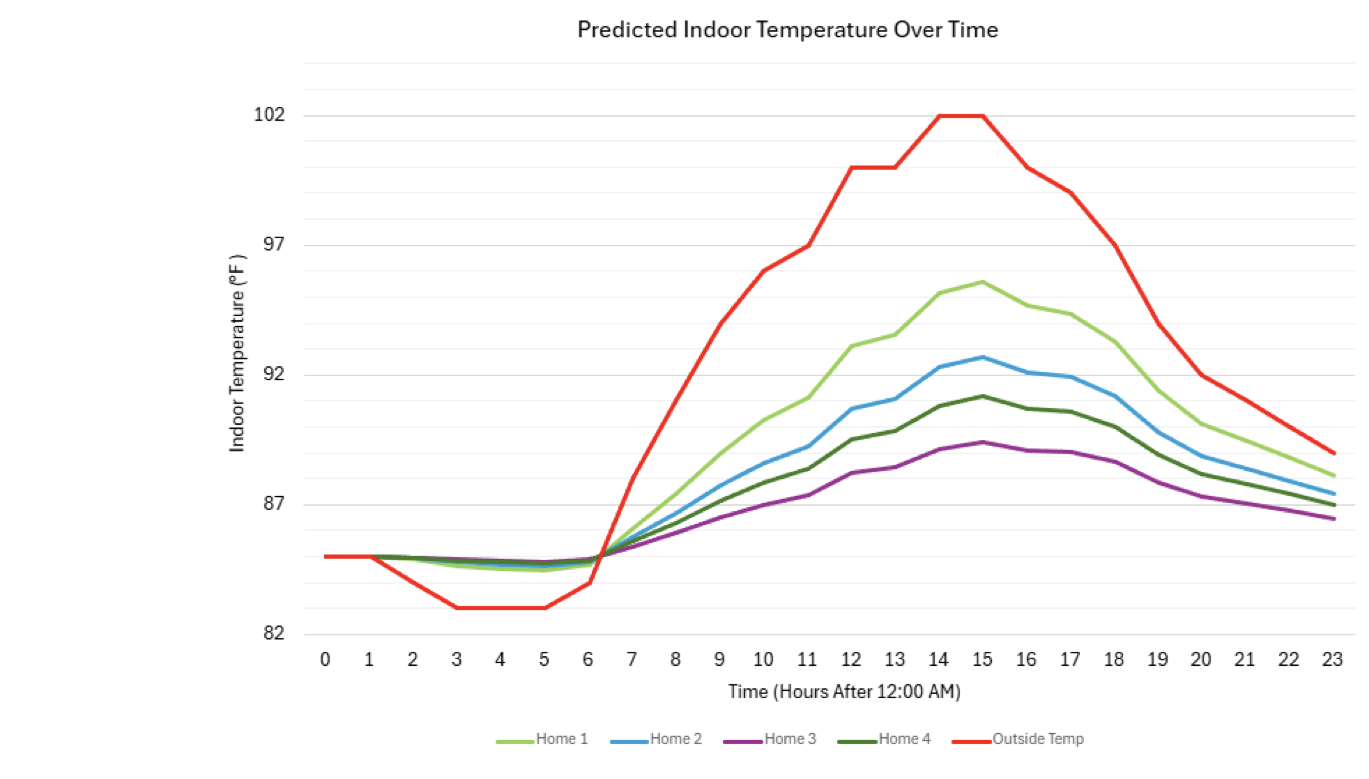 Predicted Indoor Temperature Over Time
Indoor Temperature (°F )
102
97
92
87
82
0 1 2 3 4 5 6 7 8 9 10 11 12 13 14 15 16 17 18 19 20 21 22 23
Time (Hours After 12:00 AM)
Home 1 Home 2 Home 3 Home 4 Outside Temp